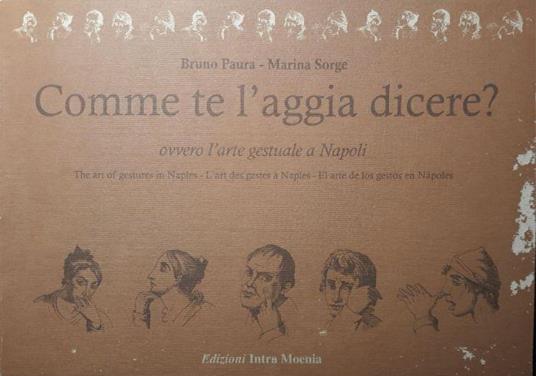 Bruno Paura - Marina Sorge
Comme te l'aggia dicere?
ovvero l'arte gestuale a Napoli
The art of gestures in Naples - L'art des gestes à Naples - El arte de los gestos en Nápoles
Edizioni Intra Moenia